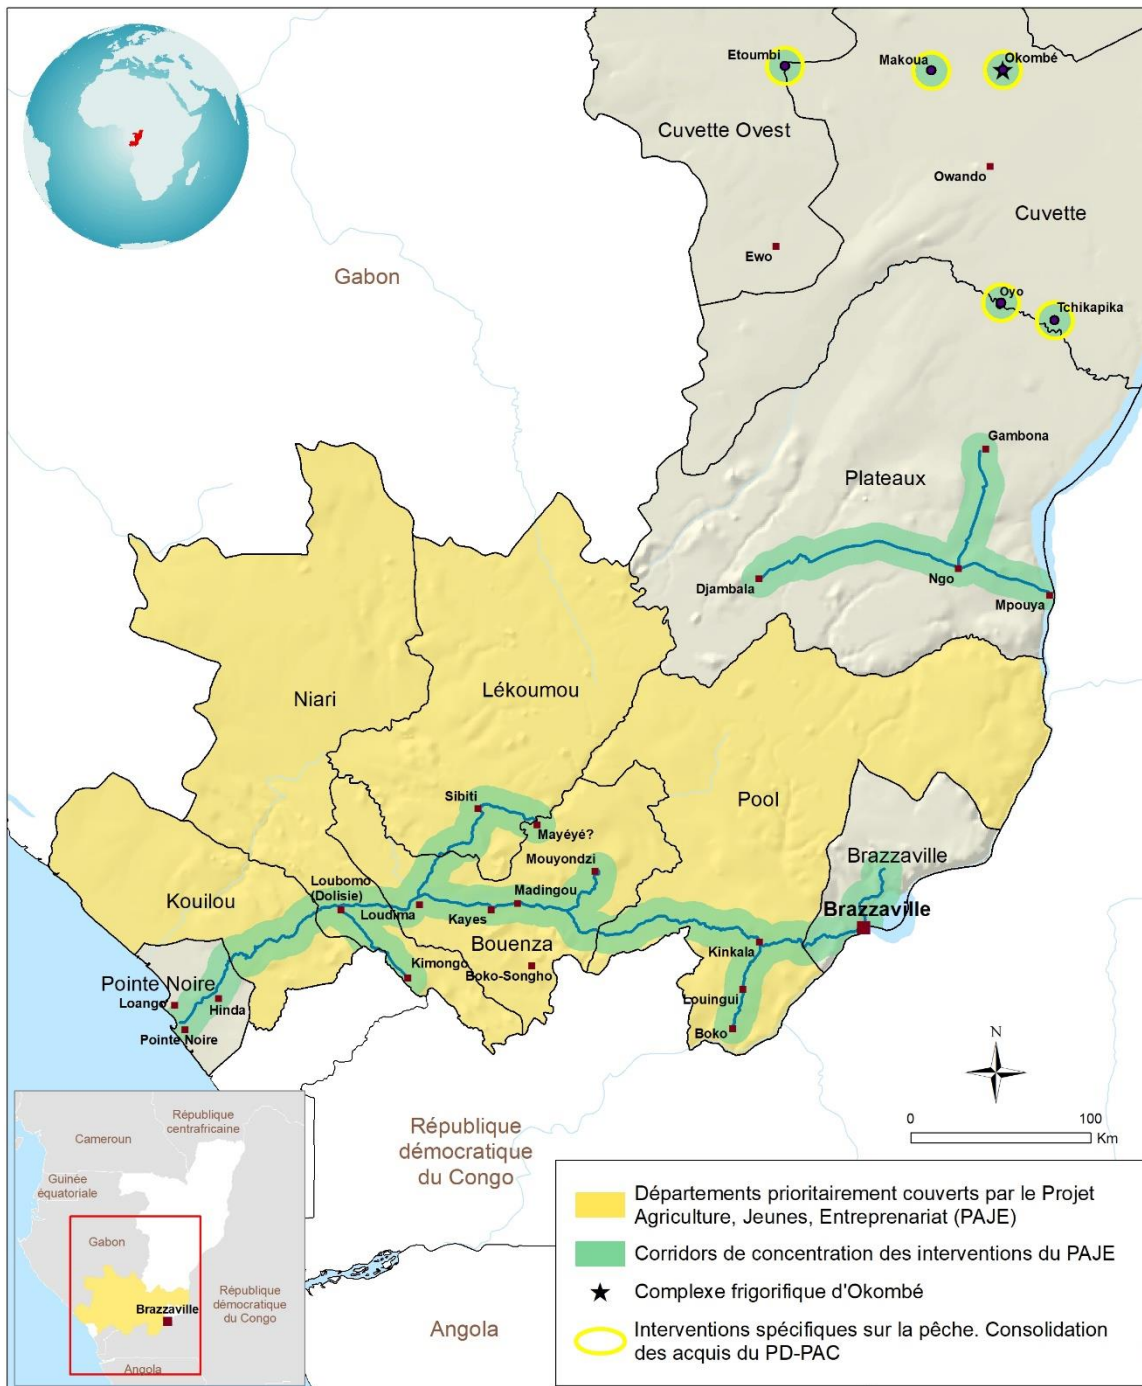 Etoumbi
Makoua
Okombé
Cuvette Ovest
Owando
Cuvette
Ewo
Gabon
Oyo
Tchikapika
Gambona
Plateaux
Djambala
Ngo
Mpouya
Niari
Lékoumou
Pool
Sibiti
Mayéyé?
Mouyondzi
Brazzaville
Kouilou
Loubomo
(Dolisie)
Loudima
Kayes
Madingou
Brazzaville
Bouenza
Kinkala
Pointe Noire
Kimongo
Boko-Songho
Loango
Hinda
Louingui
Pointe Noire
Boko
N
0 100
Km
République
démocratique
du Congo
Angola
République
centrafricaine
Cameroun
Guinée
équatoriale
Gabon
République
démocratique
du Congo
Brazzaville
Angola
Départements prioritairement couverts par le Projet
Agriculture, Jeunes, Entreprenariat (PAJE)
Corridors de concentration des interventions du PAJE
Complexe frigorifique d'Okombé
Interventions spécifiques sur la pêche. Consolidation
des acquis du PD-PAC